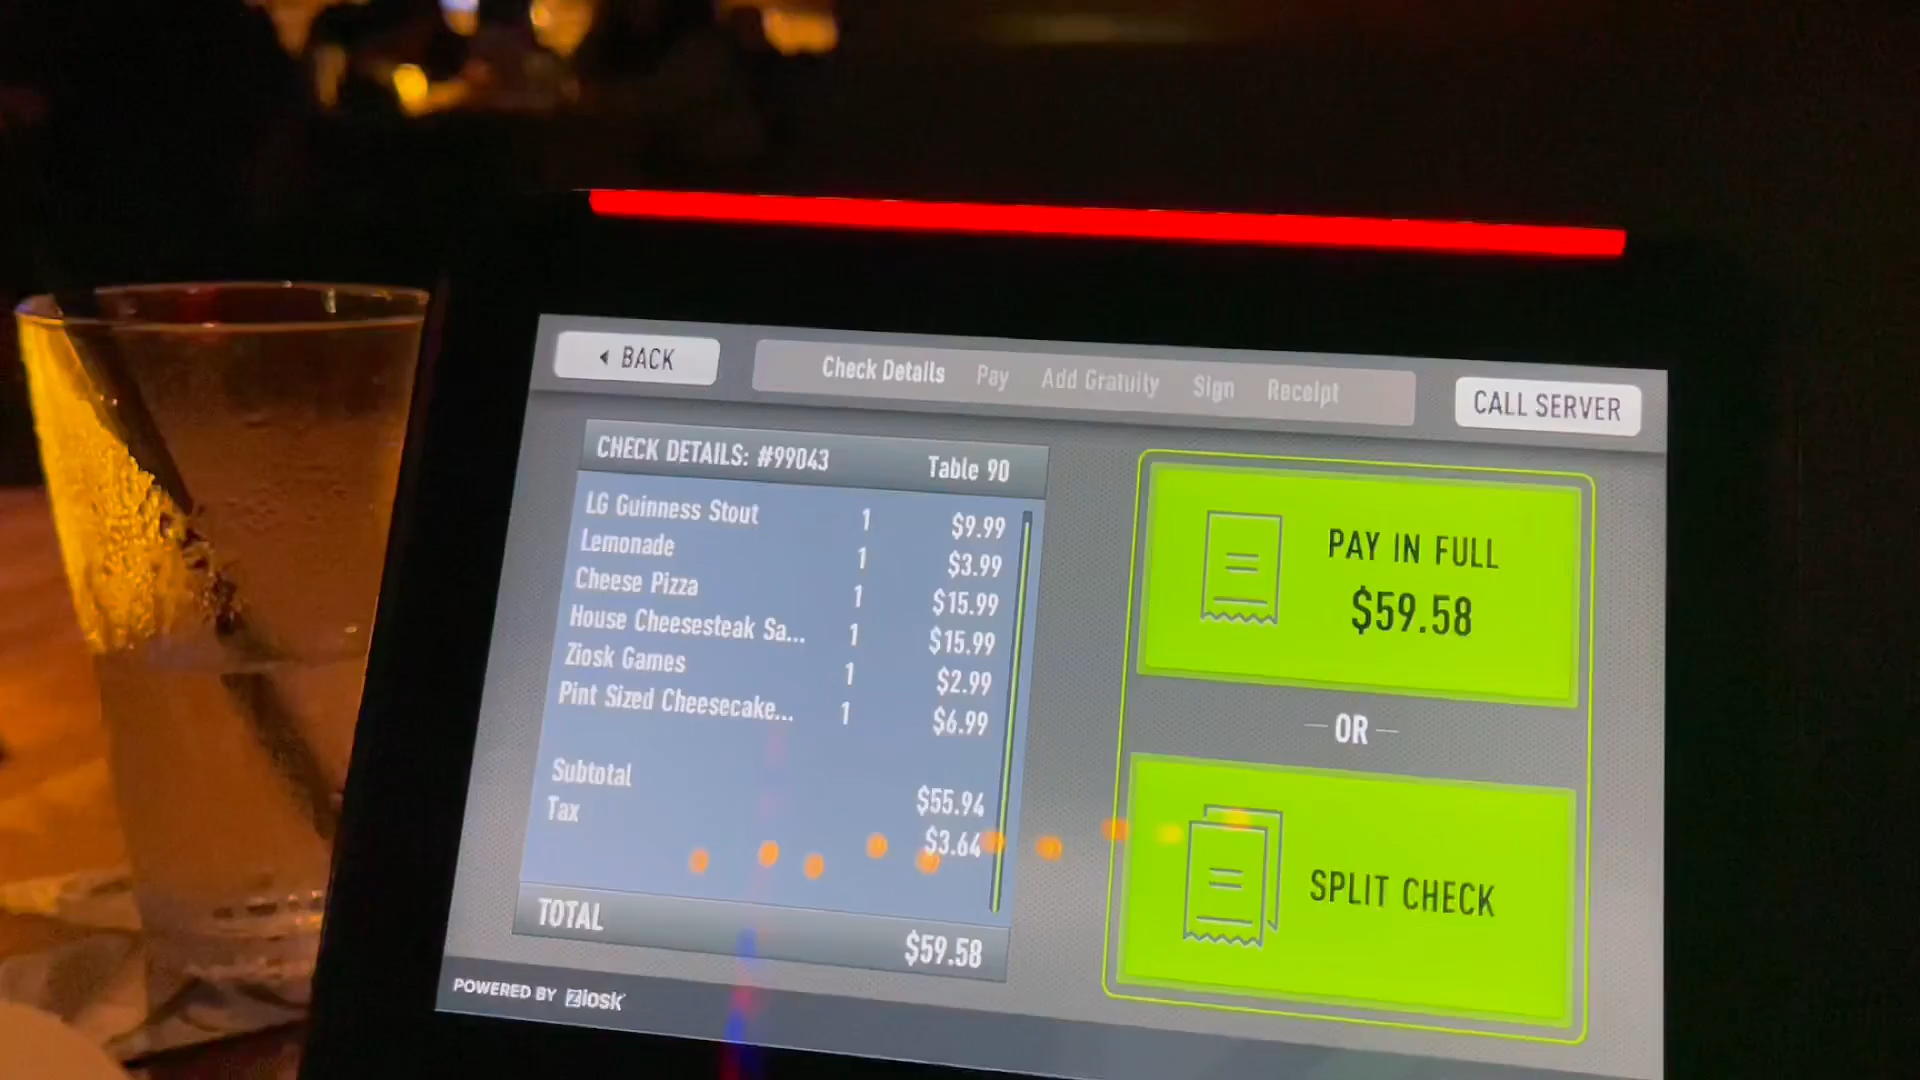 ◄ BACK
Check Details Pay Add Gratuity Sign Receipt
CALL SERVER
CHECK DETAILS: #99043 Table 90
LG Guinness Stout 1 $9.99
Lemonade 1 $3.99
Cheese Pizza 1 $15.99
House Cheesesteak Sa... 1 $15.99
Ziosk Games 1 $2.99
Pint Sized Cheesecake... 1 $6.99
Subtotal $55.94
Tax $3.64
TOTAL $59.58
PAY IN FULL
$59.58
OR
SPLIT CHECK
POWERED BY Ziosk